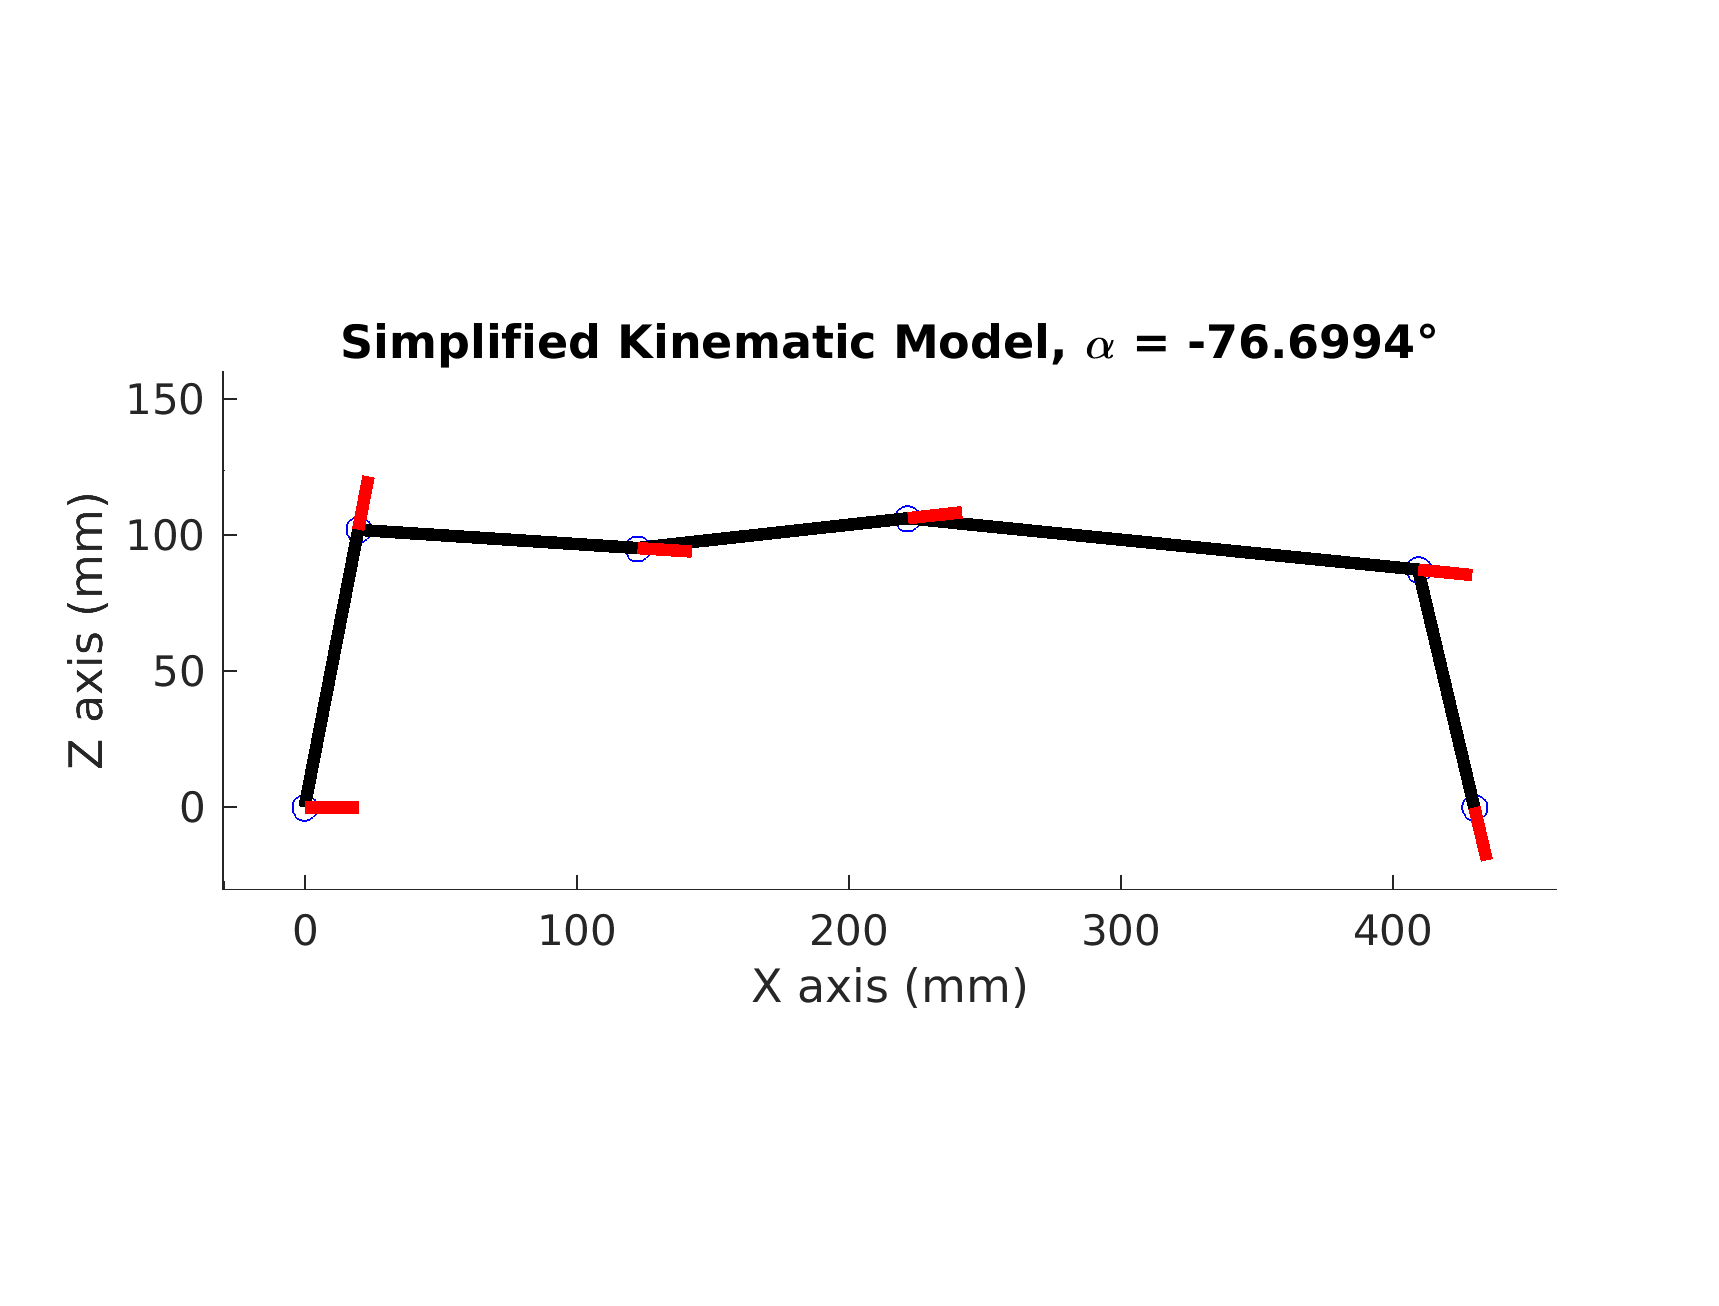 Simplified Kinematic Model, α = -76.6994°
150
100
50
0
Z axis (mm)
0 100 200 300 400
X axis (mm)